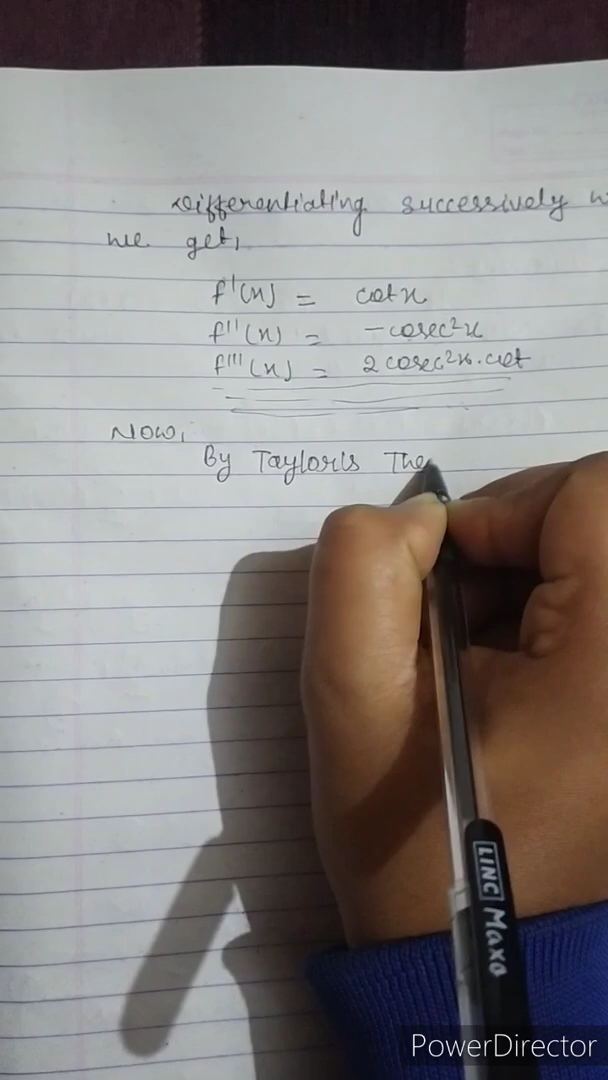 Differentiating successively w
we get,
f'(x) = cot x
f''(x) = -cosec²x
f'''(x) = 2 cosec²x. cot
Now,
By Taylor's The
LINC Maxo
PowerDirector